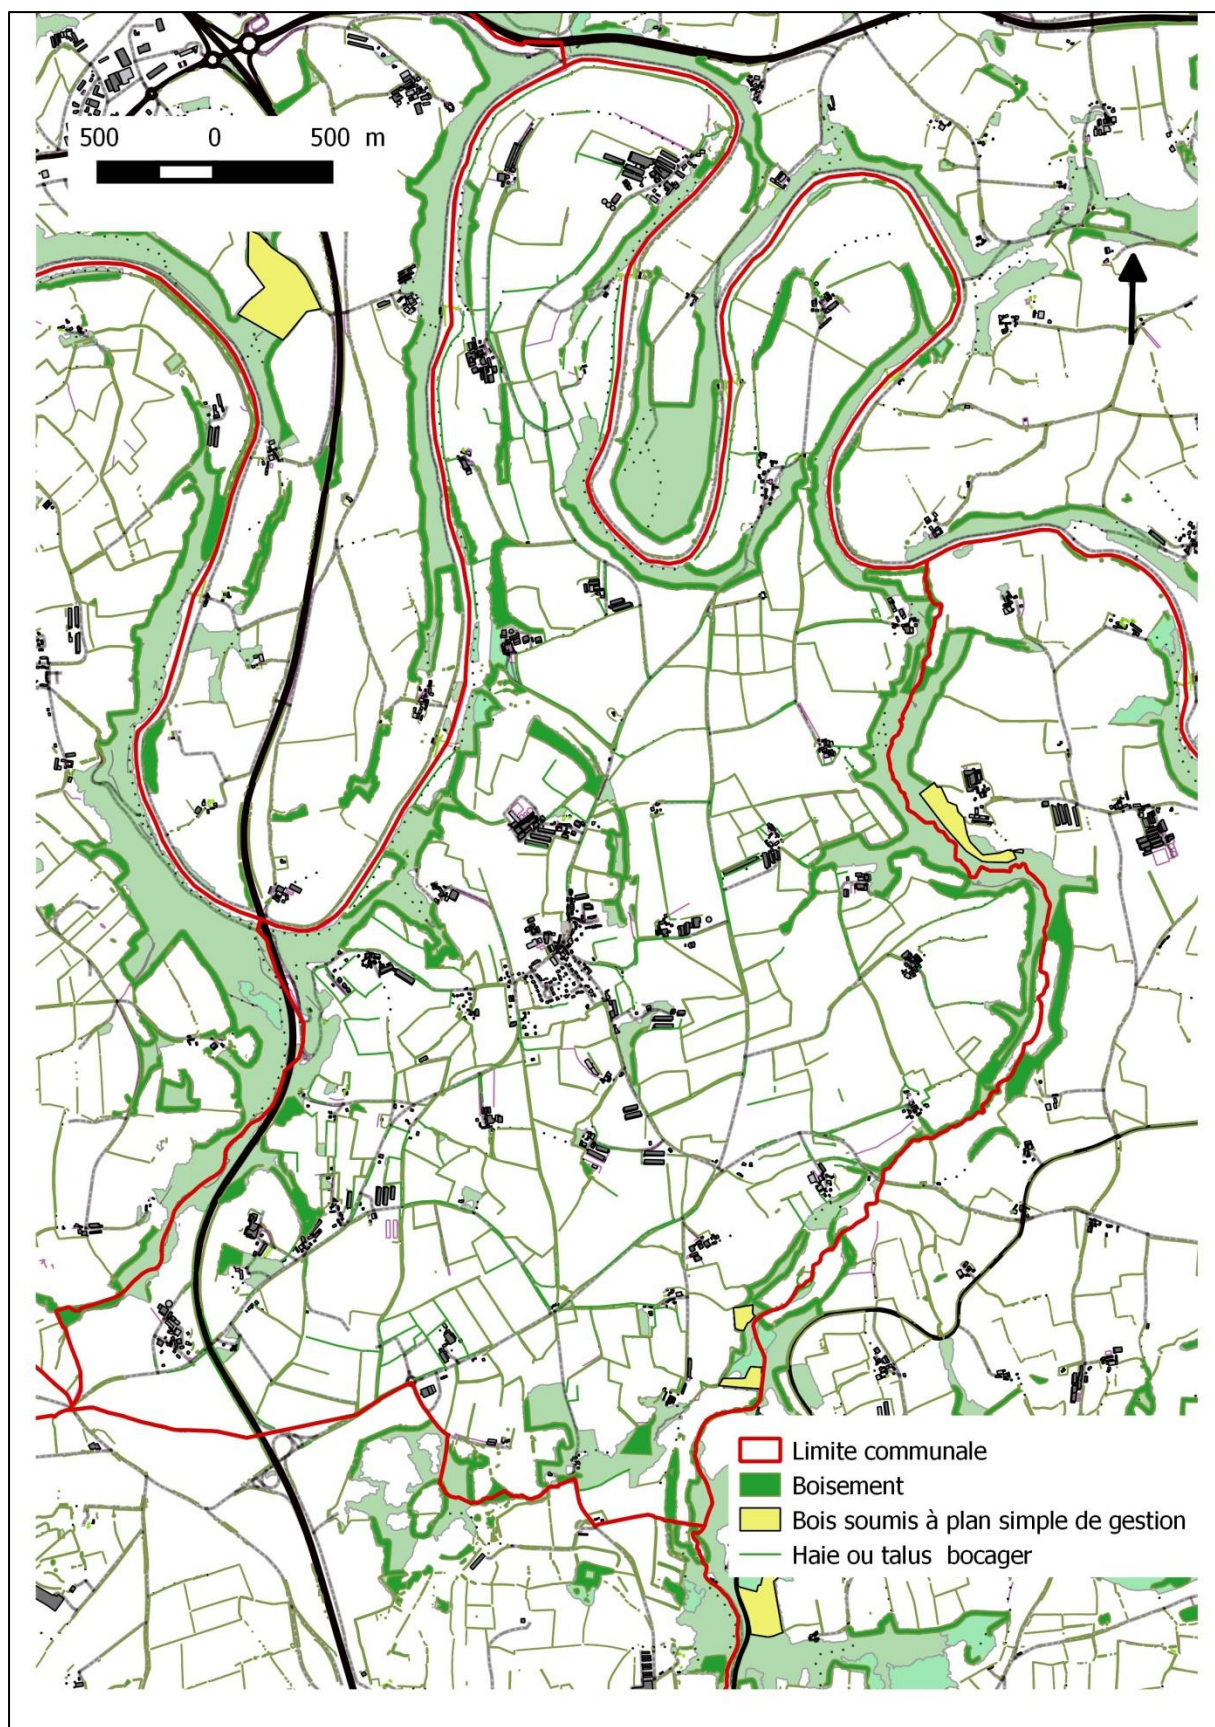 500 0 500 m
Limite communale
Boisement
Bois soumis à plan simple de gestion
Haie ou talus bocager